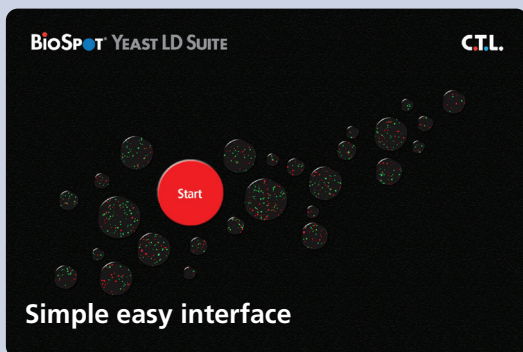 BIOSPOT® YEAST LD SUITE
C.T.L.
Start
Simple easy interface